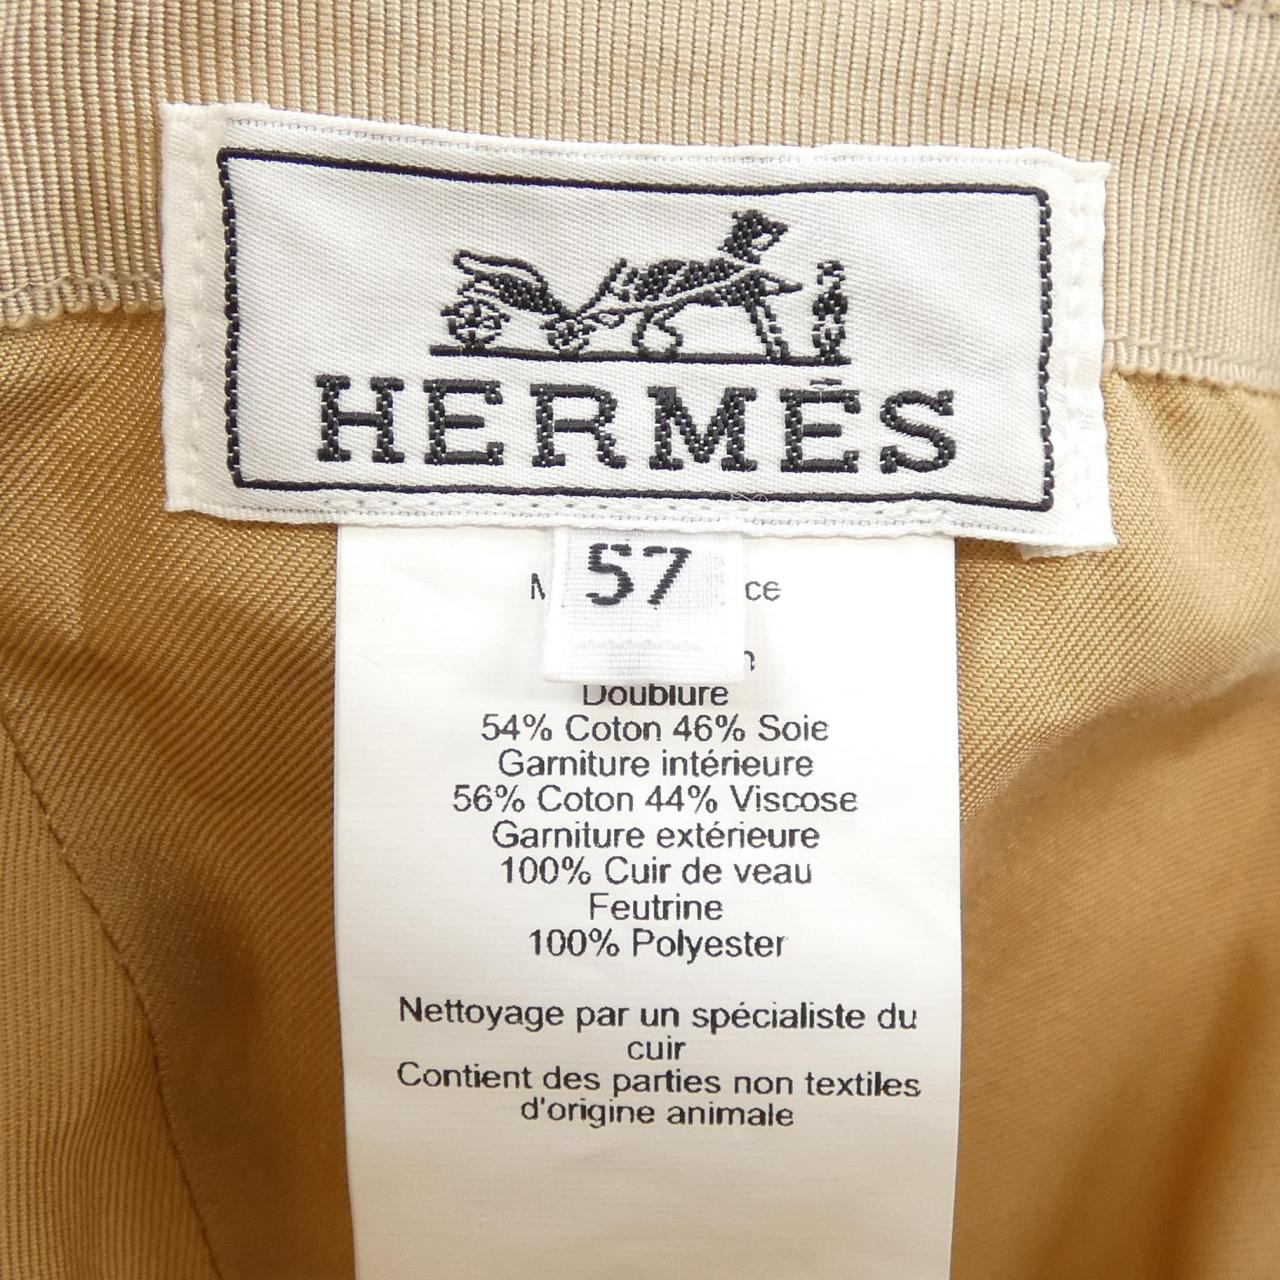 HERMÈS
57
Doublure
54% Coton 46% Soie
Garniture intérieure
56% Coton 44% Viscose
Garniture extérieure
100% Cuir de veau
Feutrine
100% Polyester
Nettoyage par un spécialiste du
cuir
Contient des parties non textiles
d'origine animale